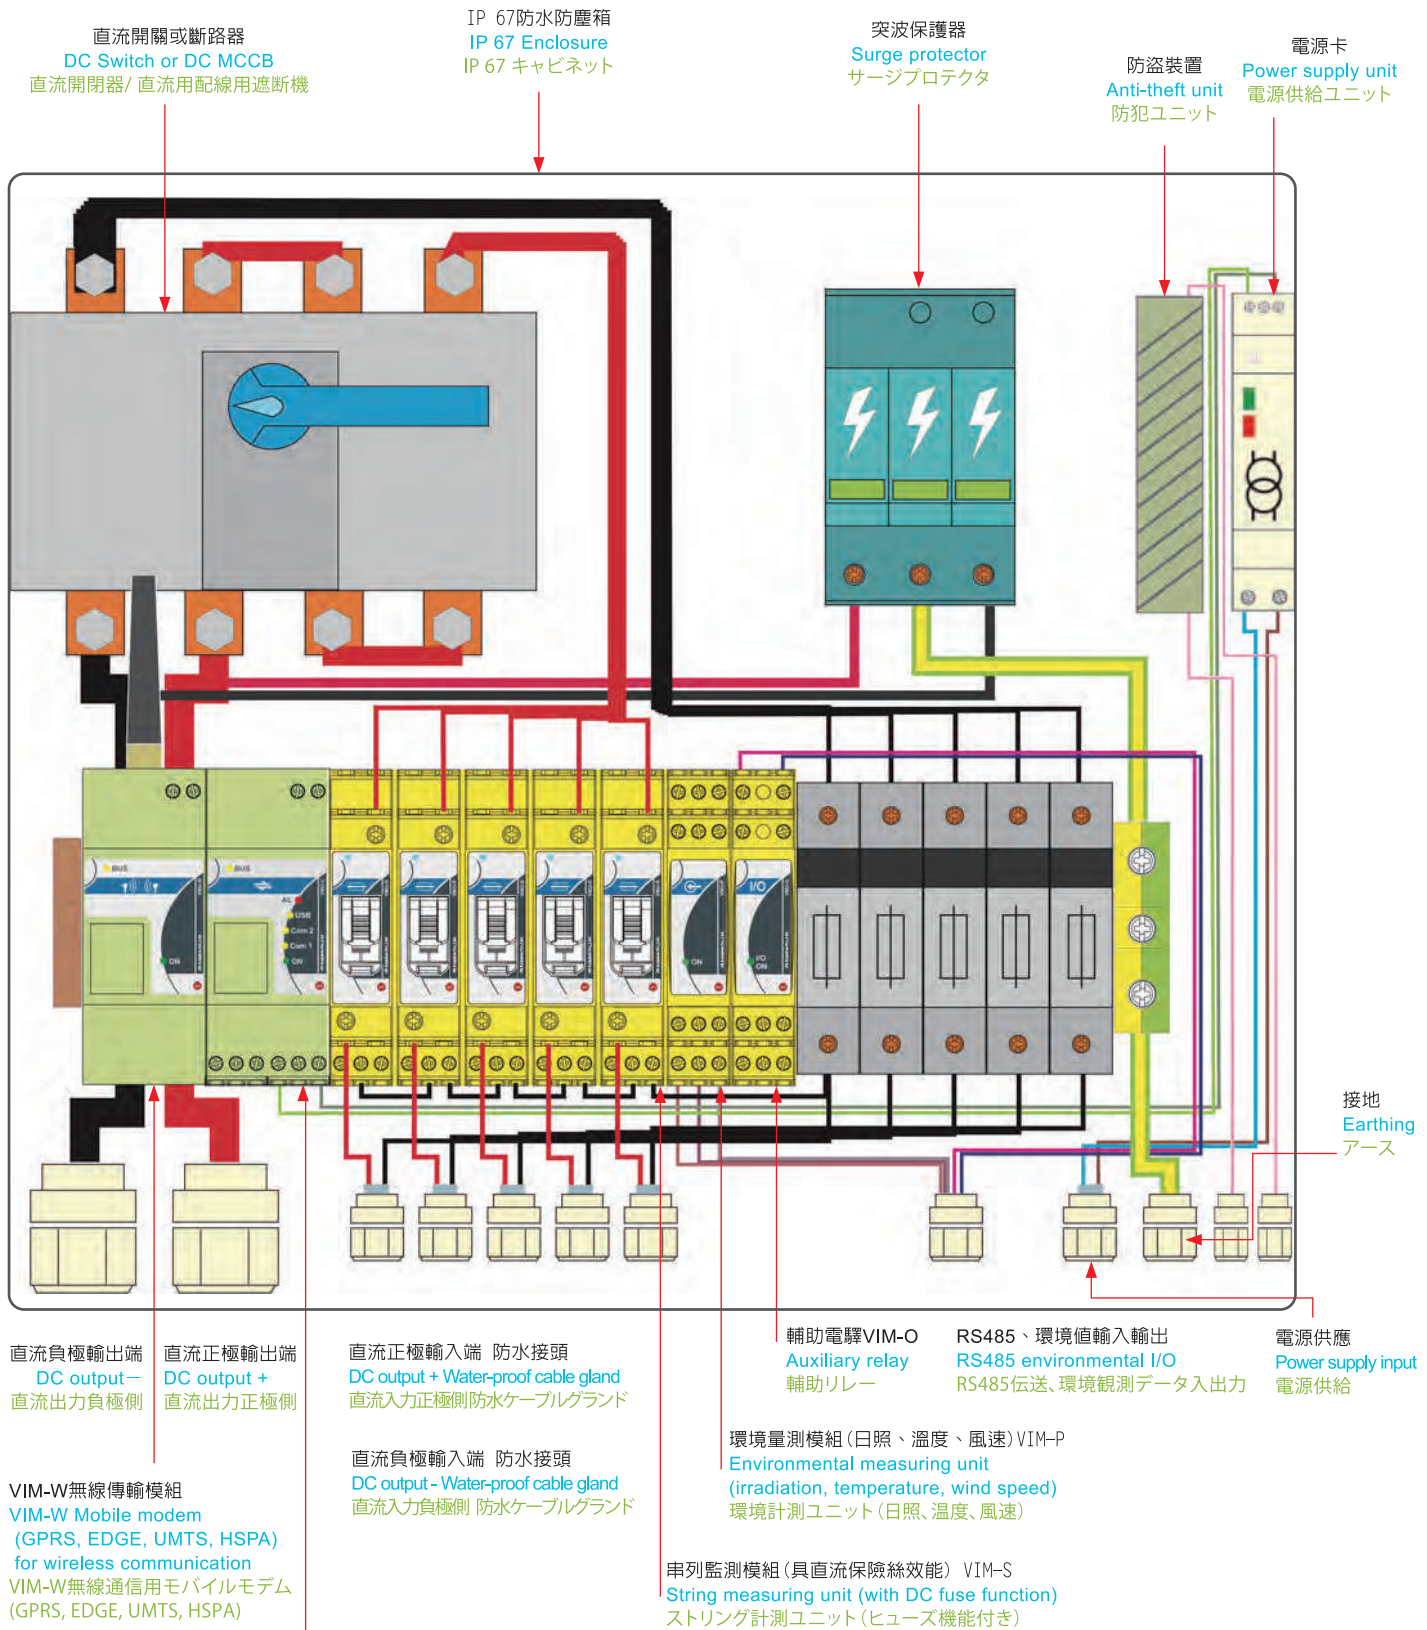 直流開關或斷路器
DC Switch or DC MCCB
直流開閉器/ 直流用配線用遮断機
IP 67防水防塵箱
IP 67 Enclosure
IP 67 キャビネット
突波保護器
Surge protector
サージプロテクタ
防盜裝置
Anti-theft unit
防犯ユニット
電源卡
Power supply unit
電源供給ユニット
BUS
ON
BUS
AL
USB
Com 2
Com 1
ON
ON
I/O
I/O
ON
接地
Earthing
アース
直流負極輸出端
DC output－
直流出力負極側
直流正極輸出端
DC output +
直流出力正極側
直流正極輸入端 防水接頭
DC output + Water-proof cable gland
直流入力正極側防水ケーブルグランド
直流負極輸入端 防水接頭
DC output - Water-proof cable gland
直流入力負極側 防水ケーブルグランド
輔助電驛VIM-O
Auxiliary relay
輔助リレー
RS485、環境値輸入輸出
RS485 environmental I/O
RS485伝送、環境観測データ入出力
電源供應
Power supply input
電源供給
環境量測模組(日照、溫度、風速)VIM-P
Environmental measuring unit
(irradiation, temperature, wind speed)
環境計測ユニット(日照、温度、風速)
VIM-W無線傳輸模組
VIM-W Mobile modem
(GPRS, EDGE, UMTS, HSPA)
for wireless communication
VIM-W無線通信用モバイルモデム
(GPRS, EDGE, UMTS, HSPA)
串列監測模組(具直流保險絲效能) VIM-S
String measuring unit (with DC fuse function)
ストリング計測ユニット(ヒューズ機能付き)